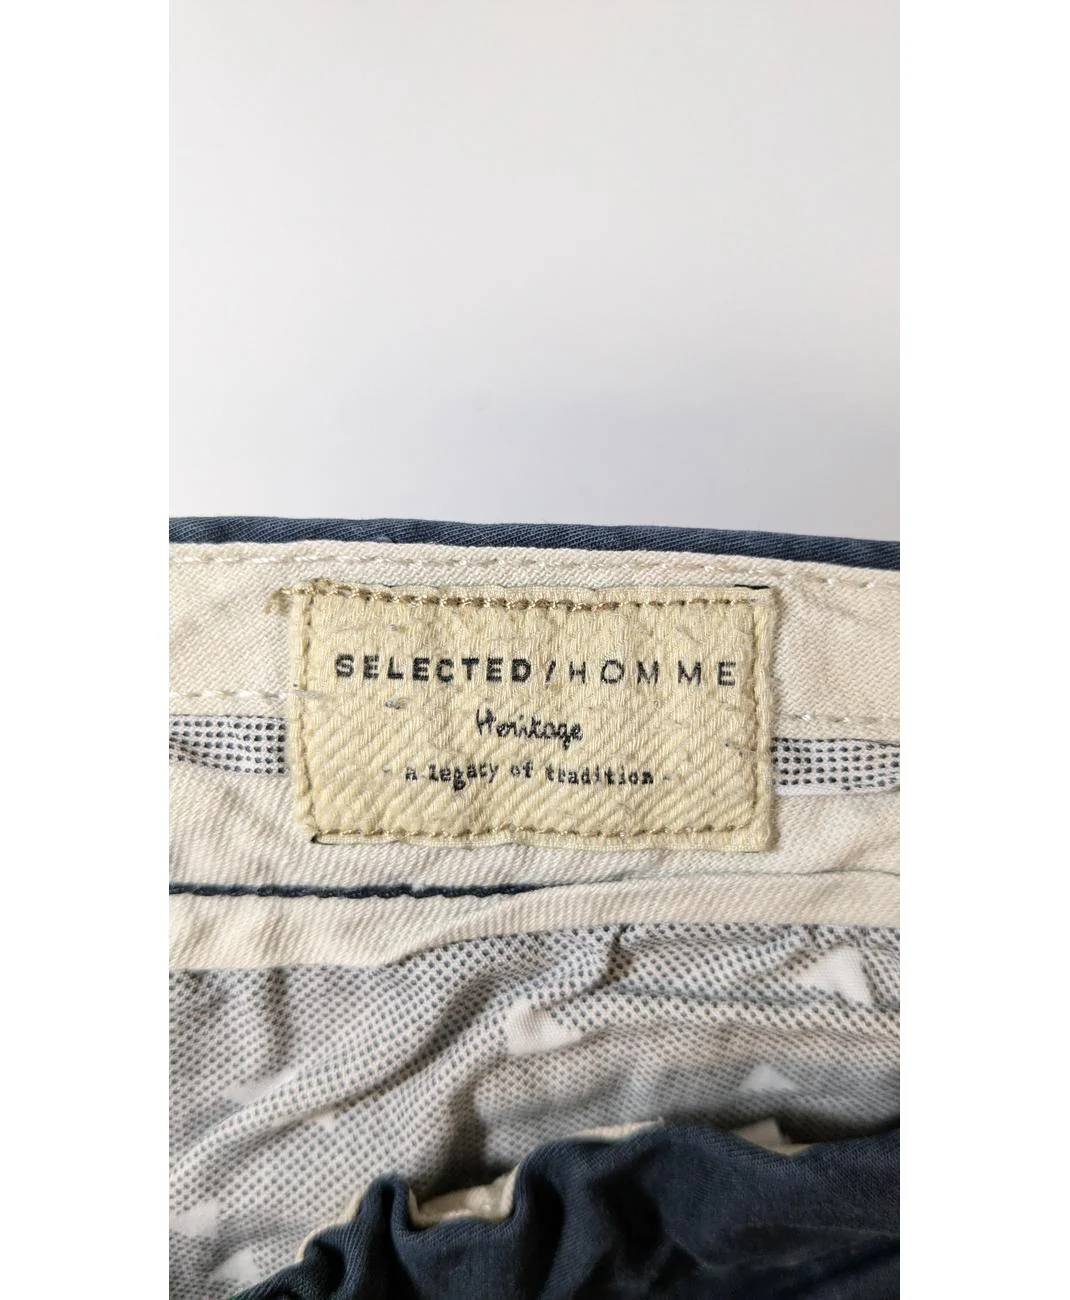 SELECTED / HOMME
Heritage
- A legacy of tradition -